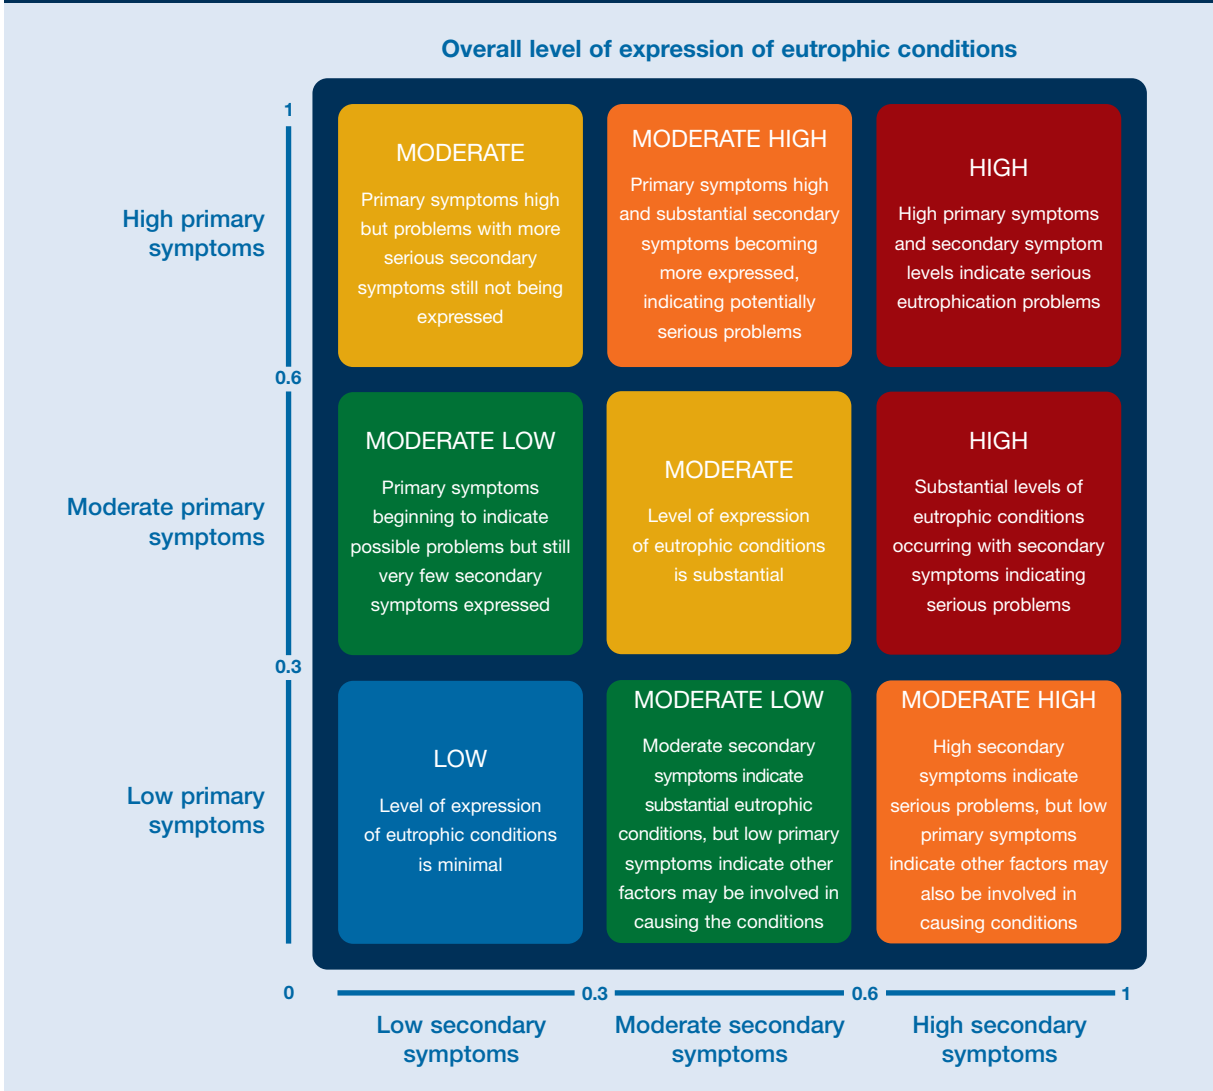 Overall level of expression of eutrophic conditions
1
High primary
symptoms
MODERATE
Primary symptoms high
but problems with more
serious secondary
symptoms still not being
expressed
MODERATE HIGH
Primary symptoms high
and substantial secondary
symptoms becoming
more expressed,
indicating potentially
serious problems
HIGH
High primary symptoms
and secondary symptom
levels indicate serious
eutrophication problems
0.6
Moderate primary
symptoms
MODERATE LOW
Primary symptoms
beginning to indicate
possible problems but still
very few secondary
symptoms expressed
MODERATE
Level of expression
of eutrophic conditions
is substantial
HIGH
Substantial levels of
eutrophic conditions
occurring with secondary
symptoms indicating
serious problems
0.3
Low primary
symptoms
LOW
Level of expression
of eutrophic conditions
is minimal
MODERATE LOW
Moderate secondary
symptoms indicate
substantial eutrophic
conditions, but low primary
symptoms indicate other
factors may be involved in
causing the conditions
MODERATE HIGH
High secondary
symptoms indicate
serious problems, but low
primary symptoms
indicate other factors may
also be involved in
causing conditions
0
0.3
0.6
1
Low secondary
symptoms
Moderate secondary
symptoms
High secondary
symptoms